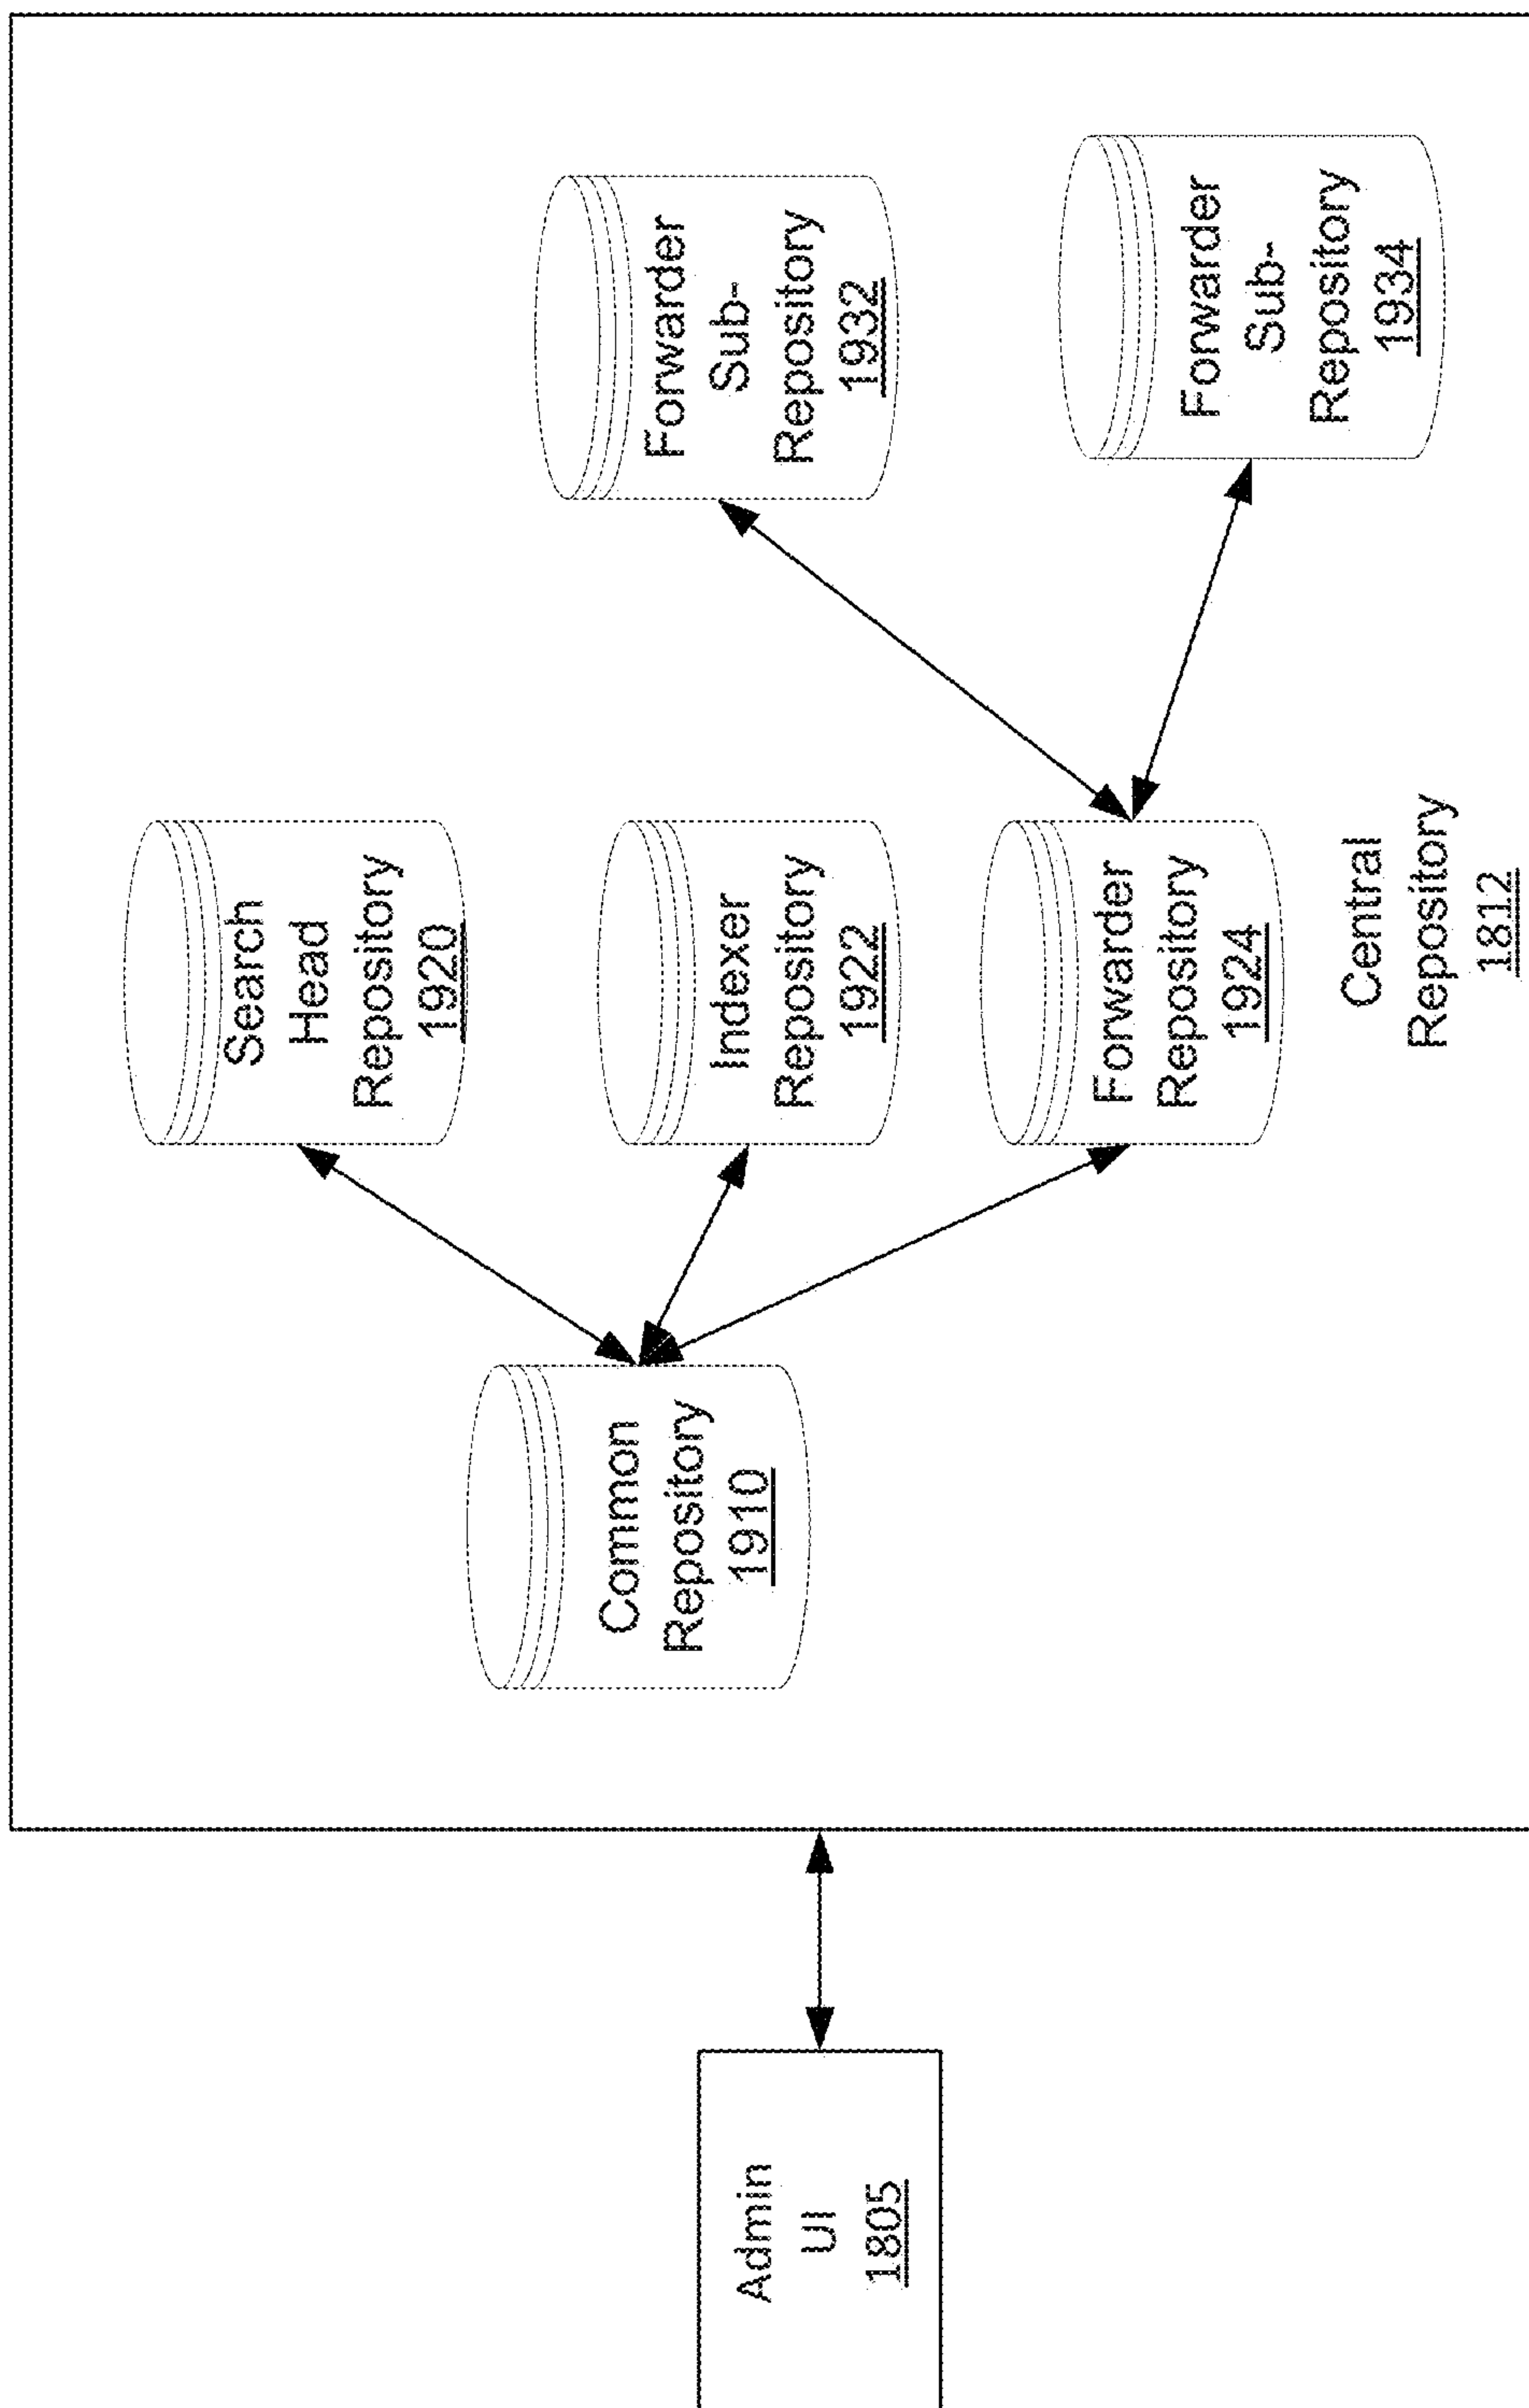 Admin
UI
1805
Common
Repository
1910
Search
Head
Repository
1920
Indexer
Repository
1922
Forwarder
Repository
1924
Forwarder
Sub-
Repository
1932
Forwarder
Sub-
Repository
1934
Central
Repository
1812